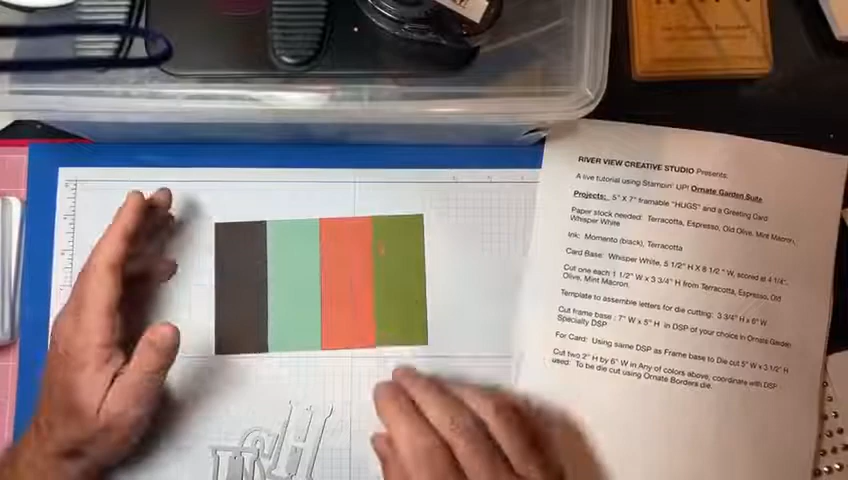 RIVER VIEW CREATIVE STUDIO Presents:
A live tutorial using Stampin' UP! Ornate Garden Suite
Projects: 5" X 7" framable "HUGS" and a Greeting Card
Paper stock needed: Terracotta, Espresso, Old Olive, Mint Macron,
Whisper White
Ink: Momento (black), Terracotta
Card Base: Whisper White, 5 1/2" H X 8 1/2" W, scored at 4 1/4".
Cut one each 1 1/2" W x 3 3/4" H from Terracotta, Espresso, Old
Olive, Mint Macron.
Template to assemble letters for die cutting: 3 3/4" H x 6" W
Cut frame base: 7" W x 5" H in DSP of your choice in Ornate Garden
Specialty DSP
For Card: Using same DSP as Frame base to Die cut 5" W x 3 1/2" H
Cut two 2" H by 6" W in Any of colors above, coordinate with DSP
used: To be die cut using Ornate Borders die.